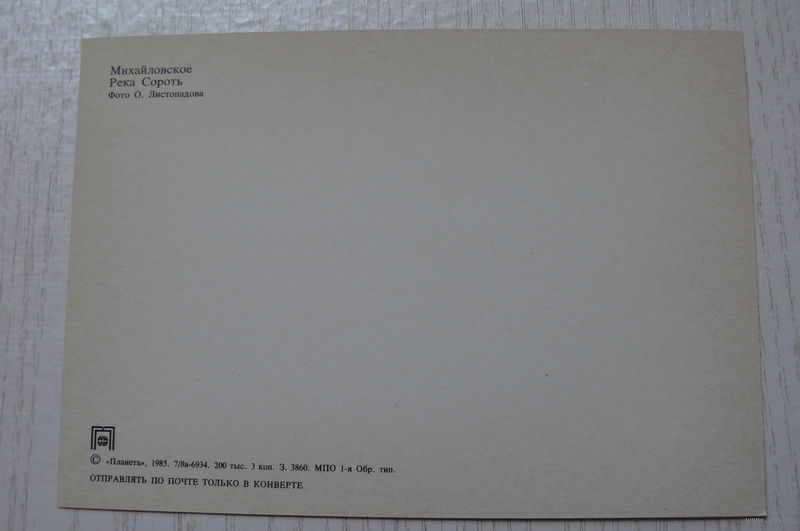 Михайловское
Река Сороть
Фото О. Листопадова
© «Планета», 1985. 7/8в-6934. 200 тыс. 3 коп. З. 3860. МПО 1-я Обр. тип.
ОТПРАВЛЯТЬ ПО ПОЧТЕ ТОЛЬКО В КОНВЕРТЕ